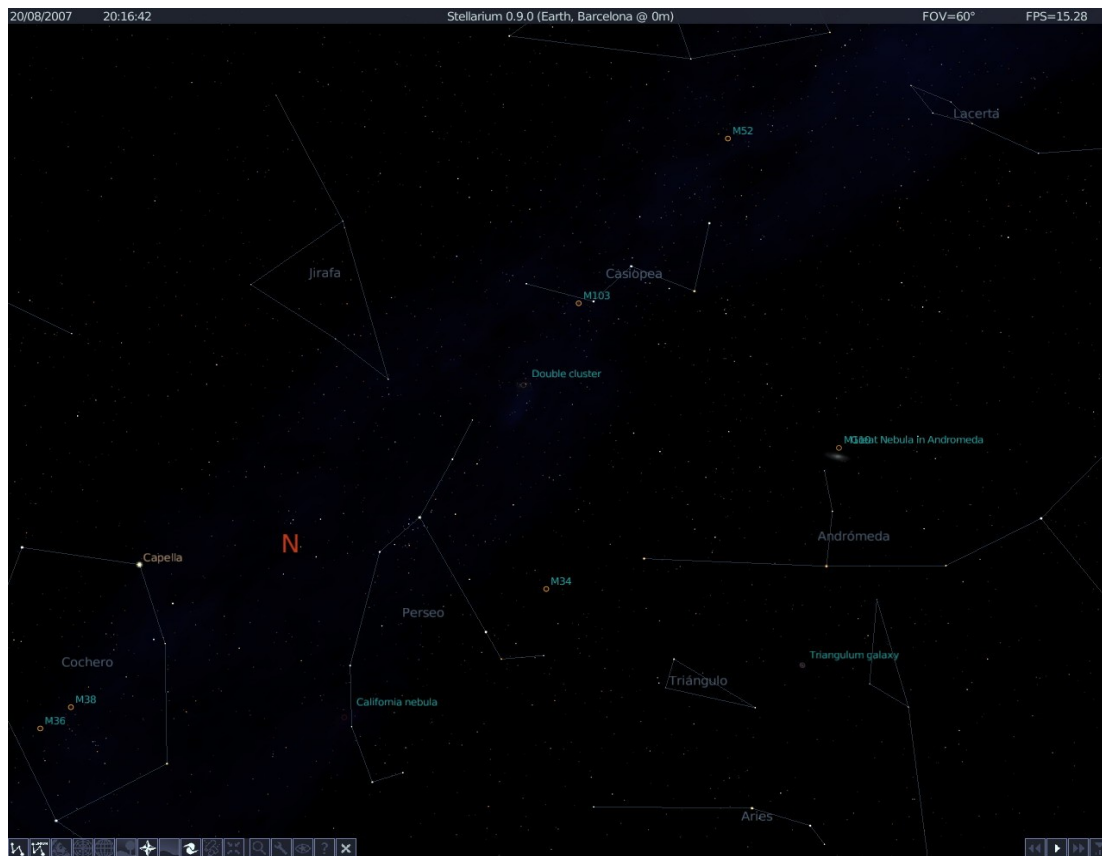 20/08/2007 20:16:42 Stellarium 0.9.0 (Earth, Barcelona @ 0m) FOV=60° FPS=15.28
Lacerta
M52
Jirafa
Casiopea
M103
Double cluster
M110 Great Nebula in Andromeda
Andrómeda
N
Capella
M34
Perseo
Cochero
Triangulum galaxy
Triángulo
California nebula
M38
M36
Aries
?